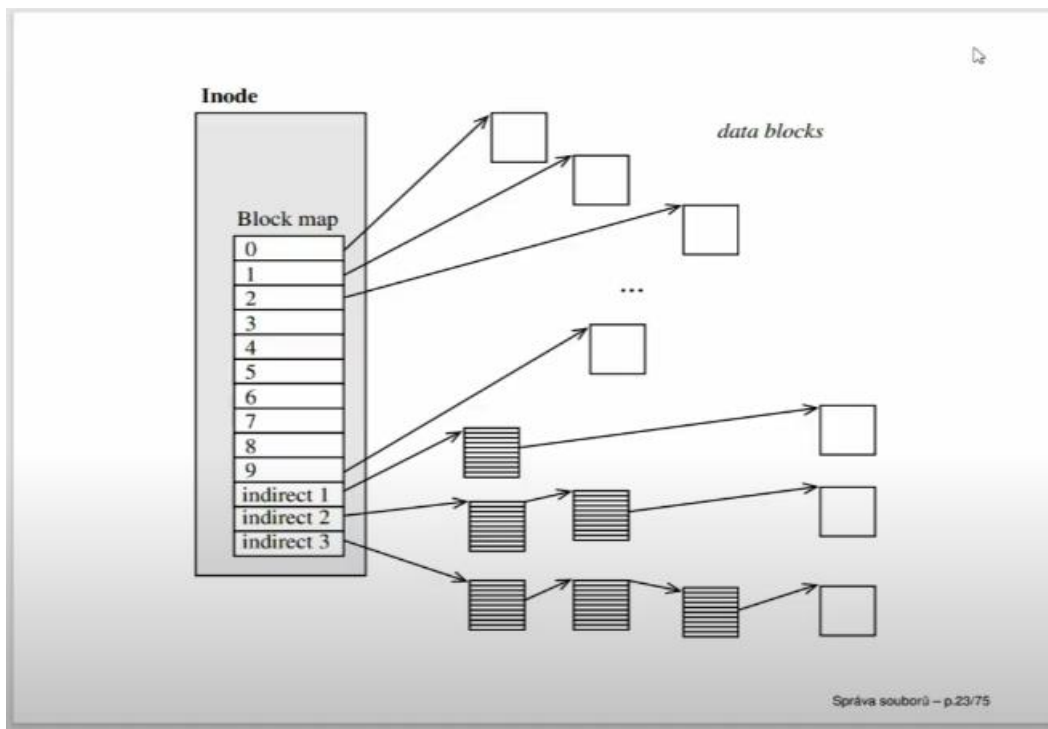 Inode
data blocks
Block map
0
1
2
...
3
4
5
6
7
8
9
indirect 1
indirect 2
indirect 3
Správa souborů – p.23/75